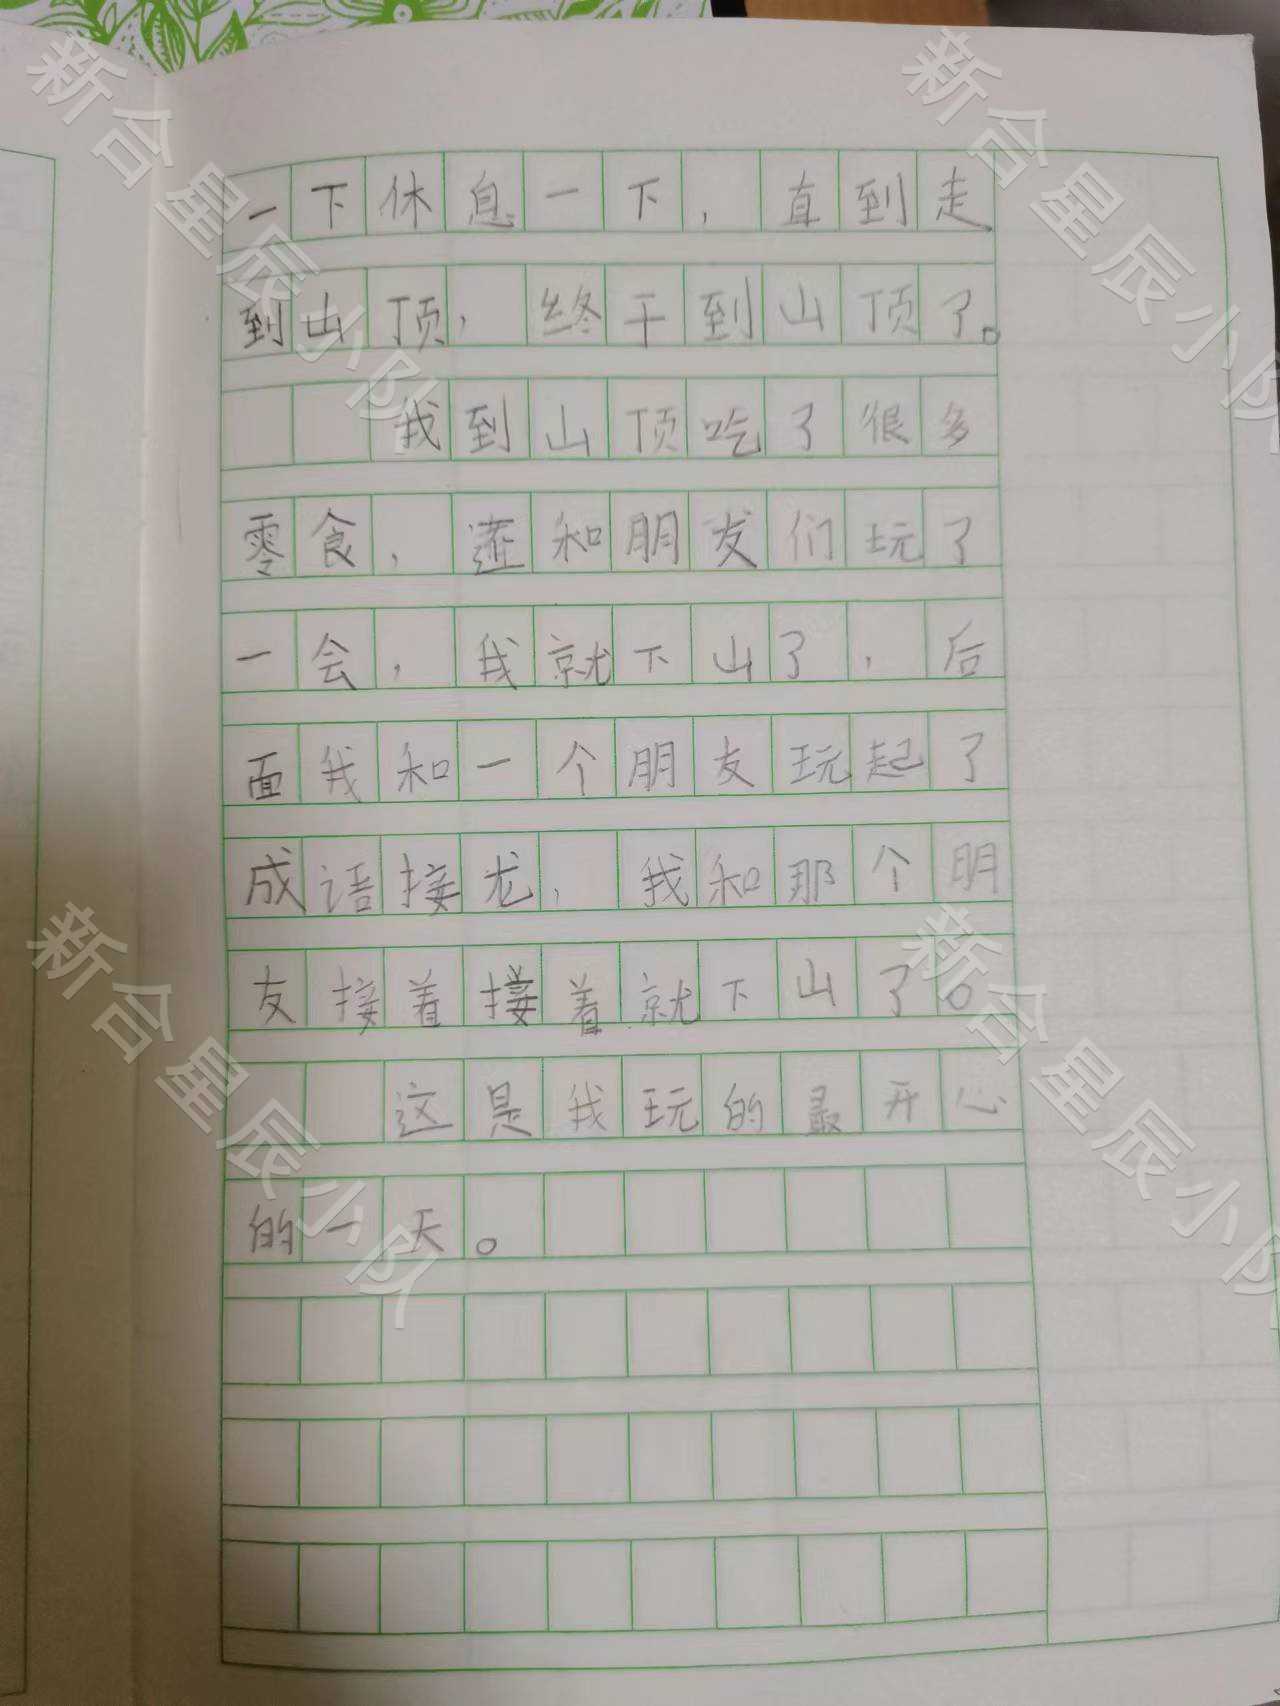 一下休息一下，直到走
到山顶，终于到山顶了。
我到山顶吃了很多
零食，还和朋友们玩了
一会，我就下山了，后
面我和一个朋友玩起了
成语接龙，我和那个朋
友接着接着就下山了。
这是我玩的最开心
的一天。
新合星辰小队
新合星辰小队
新合星辰小队
新合星辰小队